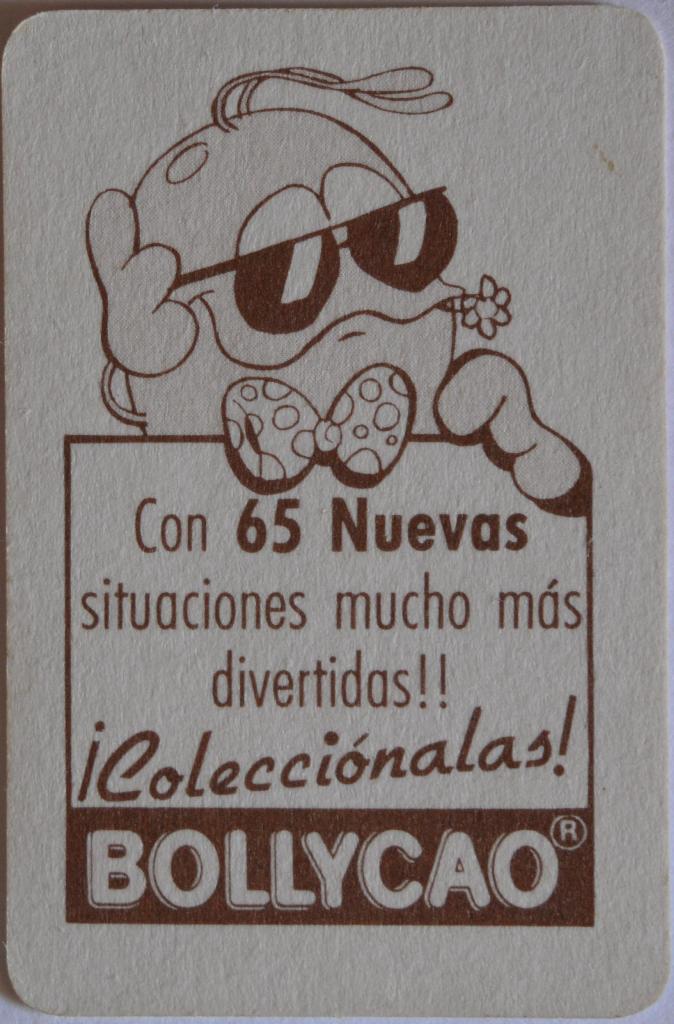 Con 65 Nuevas
situaciones mucho más
divertidas!!
¡Colecciónalas!
BOLLYCAO®